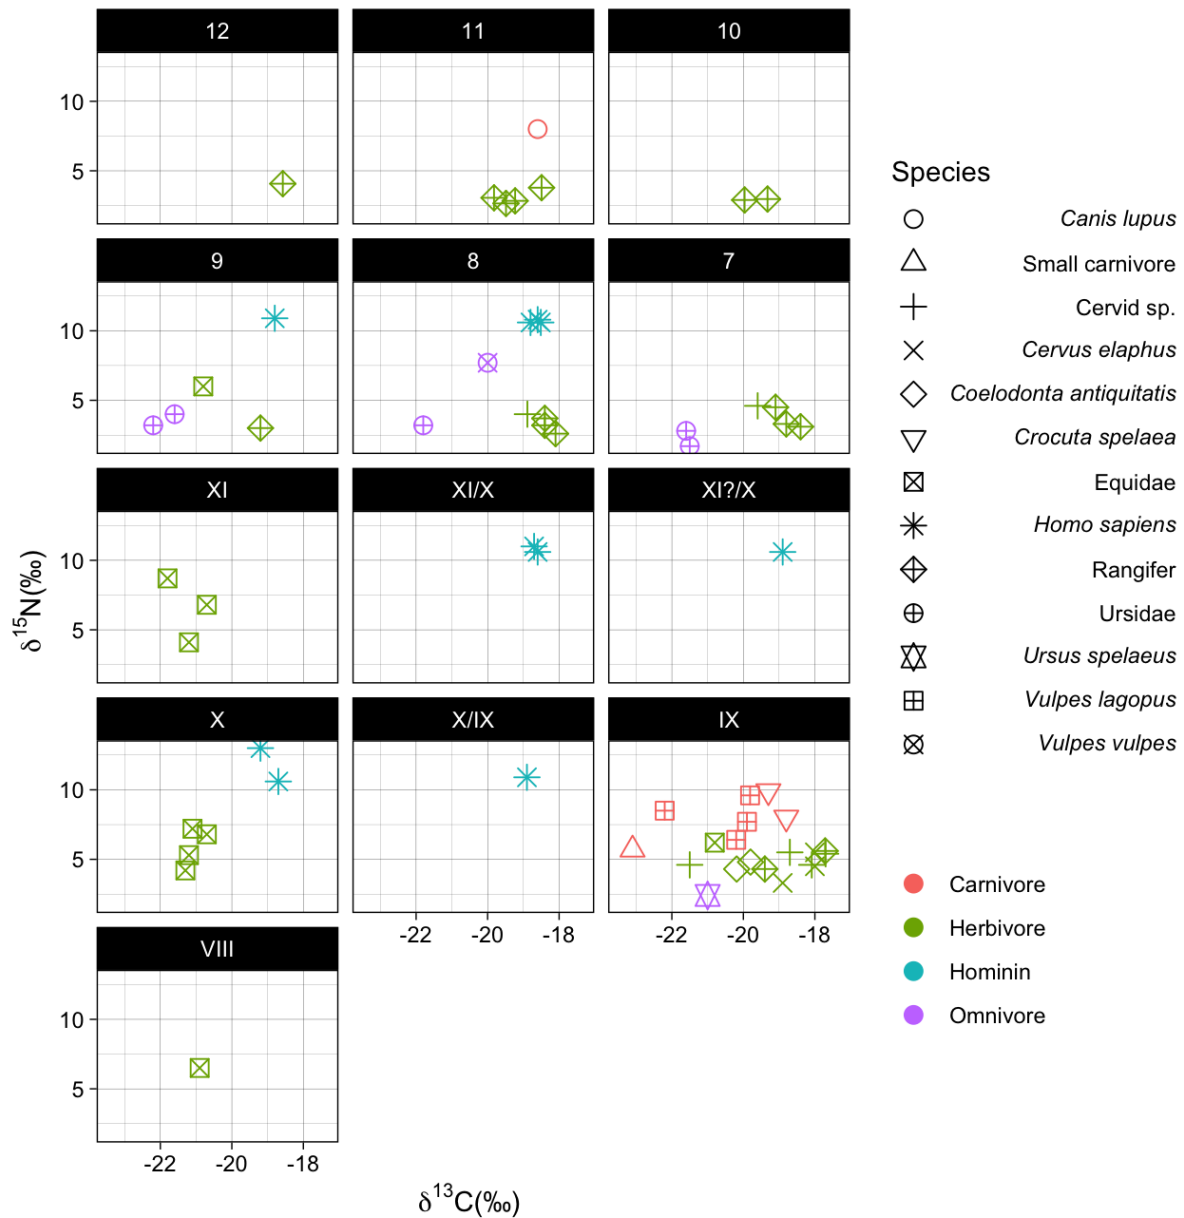 12 11 10
10
5
9 8 7
10
5
XI XI/X XI?/X
10
5
X X/IX IX
10
5
-22 -20 -18 -22 -20 -18
VIII
10
5
-22 -20 -18
δ15N(‰)
δ13C(‰)
Species
Canis lupus
Small carnivore
Cervid sp.
Cervus elaphus
Coelodonta antiquitatis
Crocuta spelaea
Equidae
Homo sapiens
Rangifer
Ursidae
Ursus spelaeus
Vulpes lagopus
Vulpes vulpes
Carnivore
Herbivore
Hominin
Omnivore